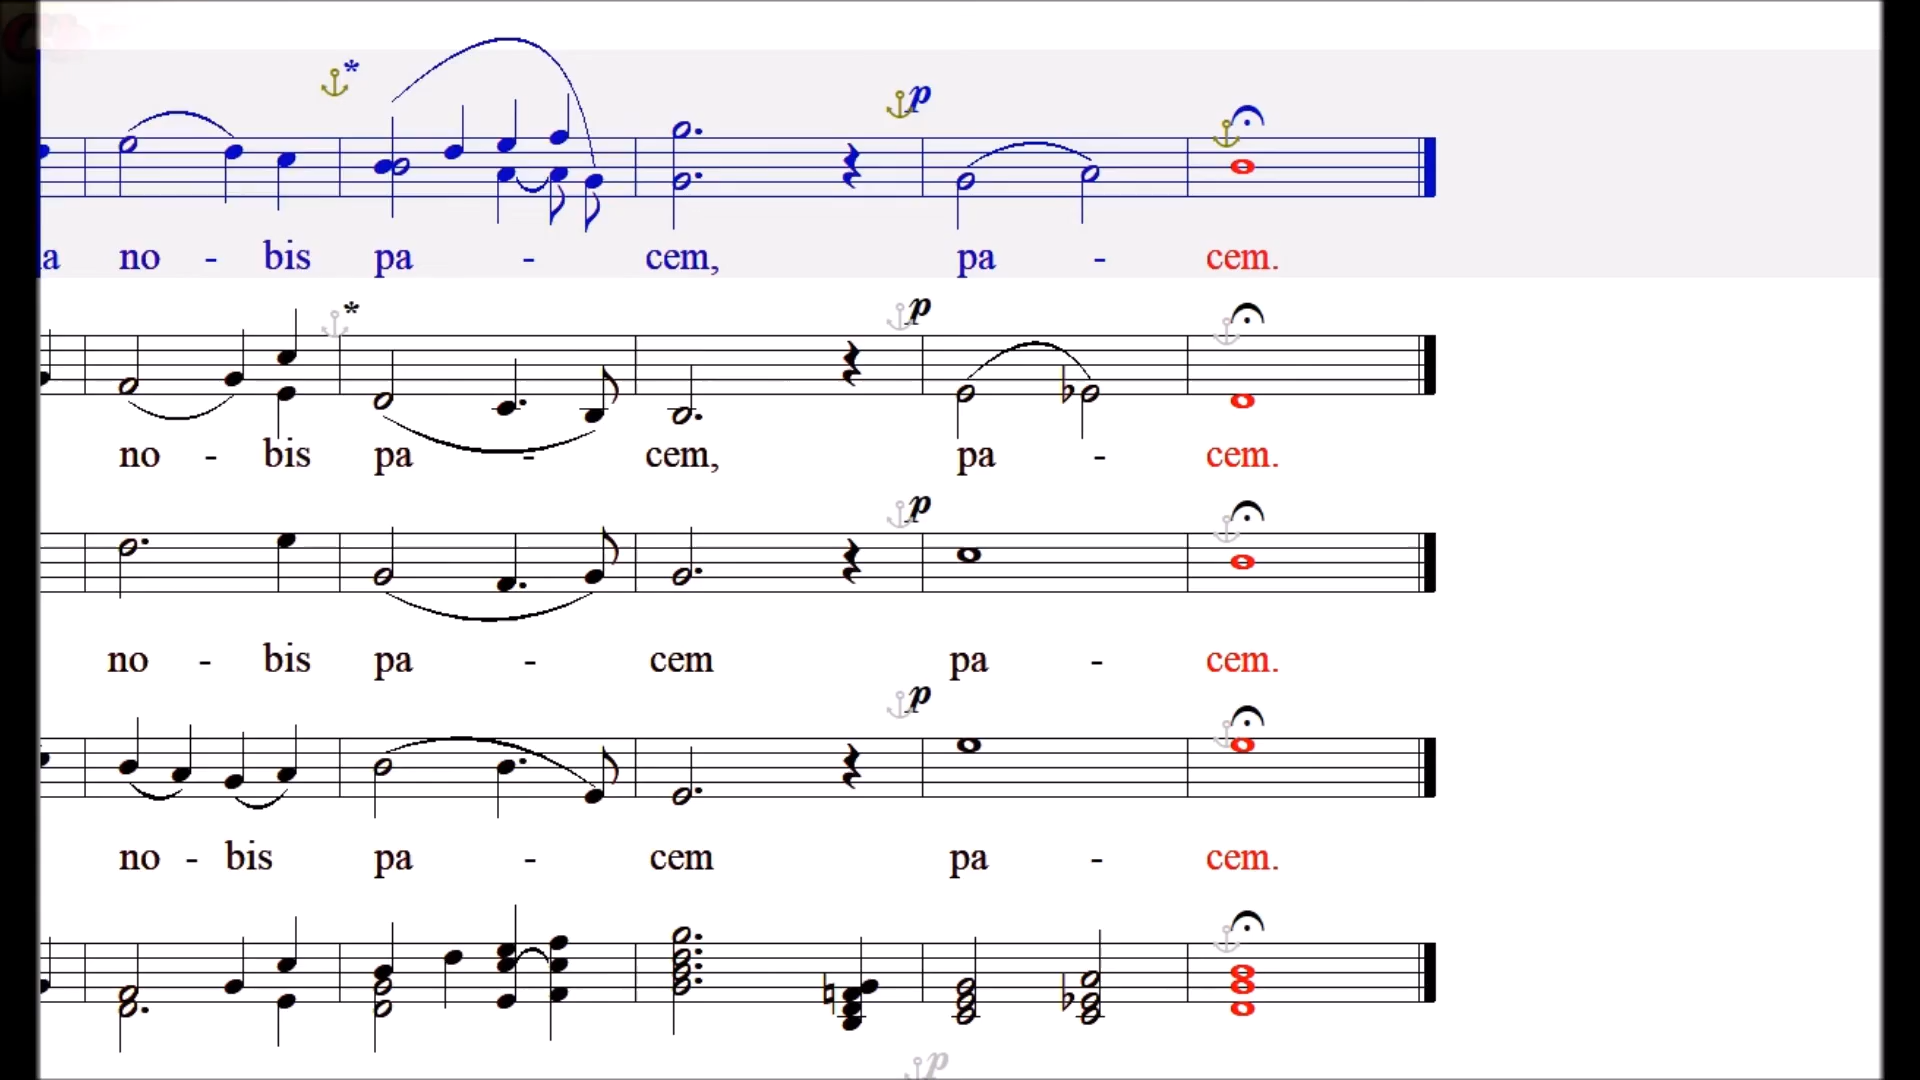 * p
a no - bis pa - cem, pa - cem.
* p
no - bis pa - cem, pa - cem.
p
no - bis pa - cem pa - cem.
p
no - bis pa - cem pa - cem.
p